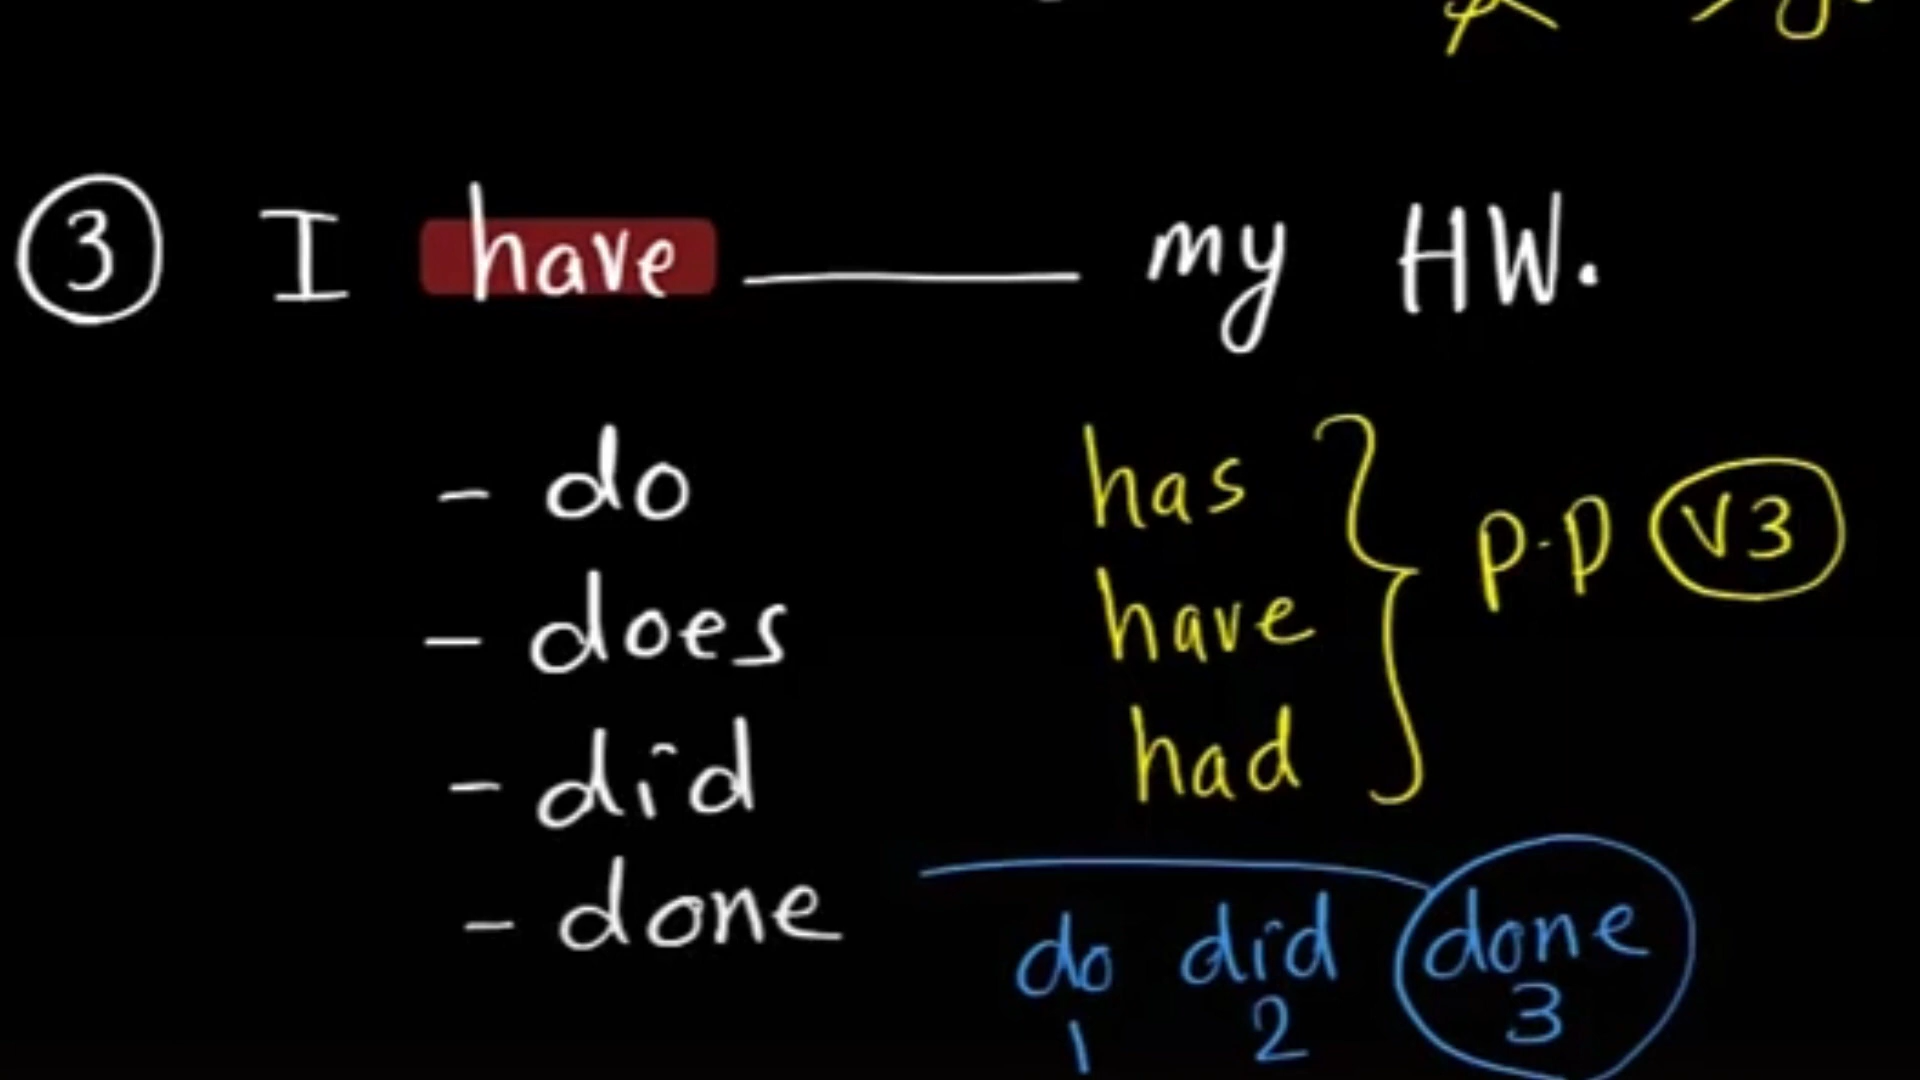 ③ I have ______ my HW.
- do
- does
- did
- done
has
have
had
p.p V3
do did done
1 2 3